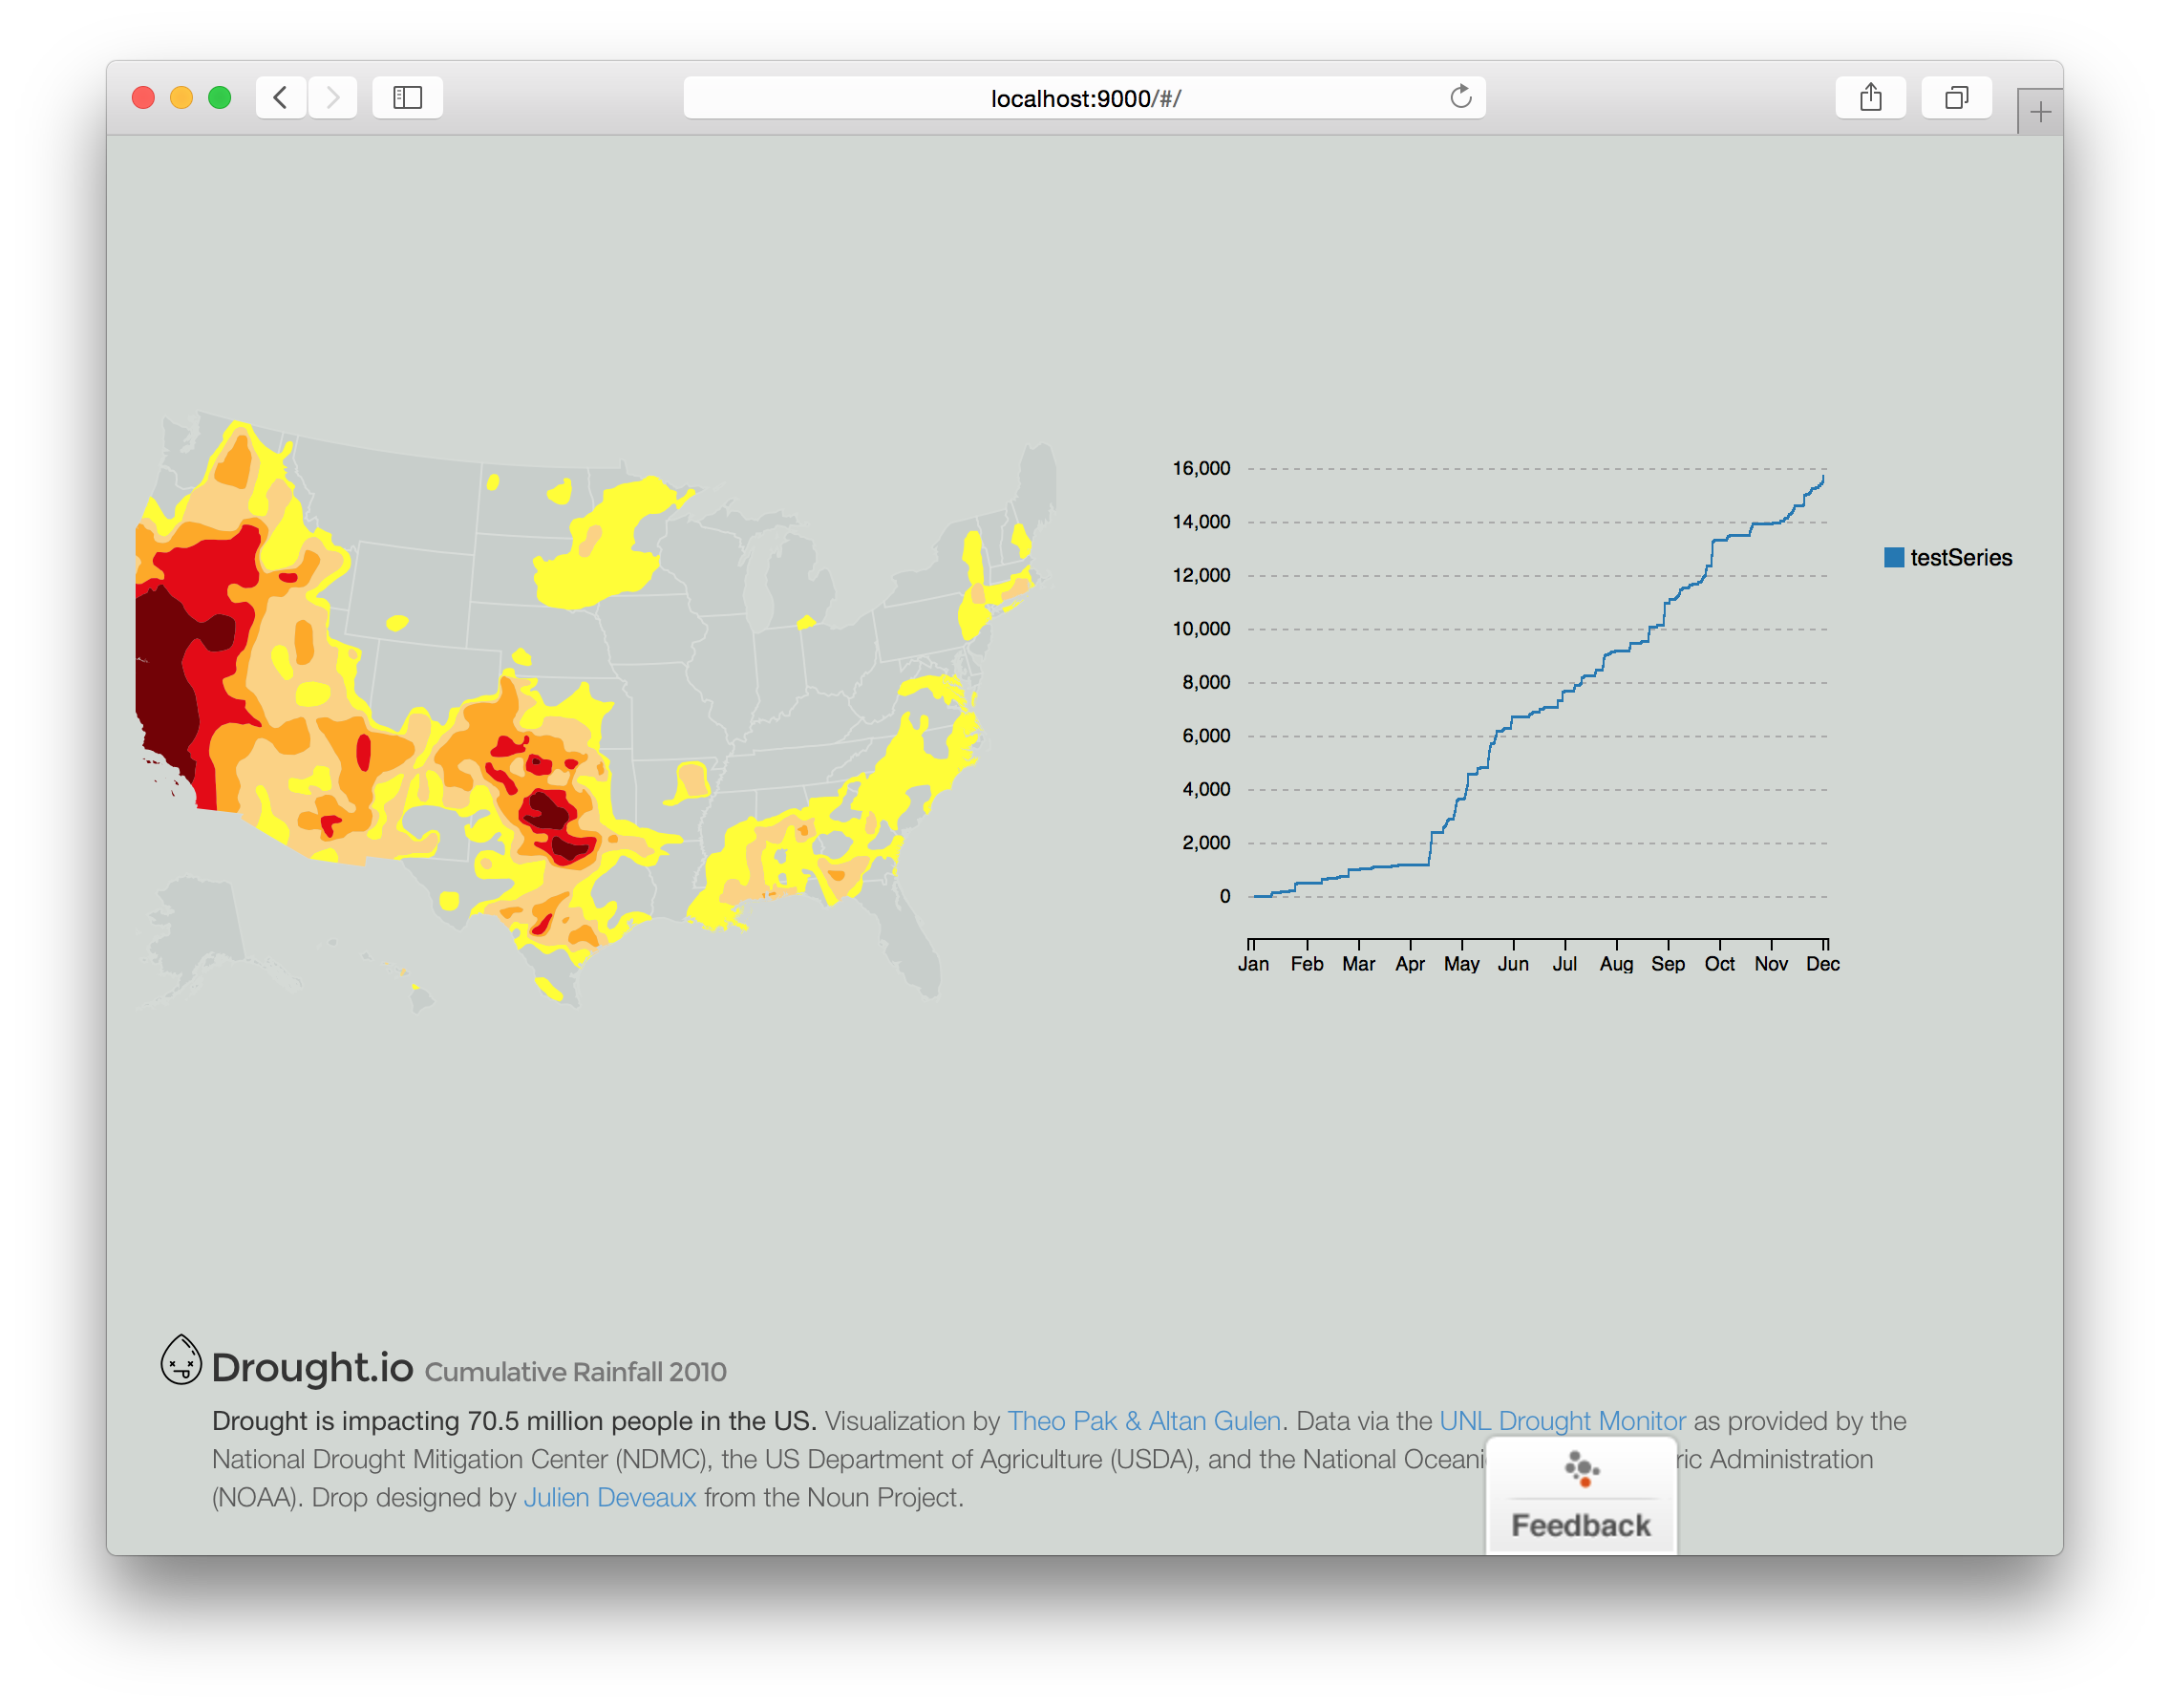 localhost:9000/#/
16,000
14,000
12,000
10,000
8,000
6,000
4,000
2,000
0
Jan Feb Mar Apr May Jun Jul Aug Sep Oct Nov Dec
testSeries
Drought.io Cumulative Rainfall 2010
Drought is impacting 70.5 million people in the US. Visualization by Theo Pak & Altan Gulen. Data via the UNL Drought Monitor as provided by the
National Drought Mitigation Center (NDMC), the US Department of Agriculture (USDA), and the National Oceani ric Administration
(NOAA). Drop designed by Julien Deveaux from the Noun Project.
Feedback